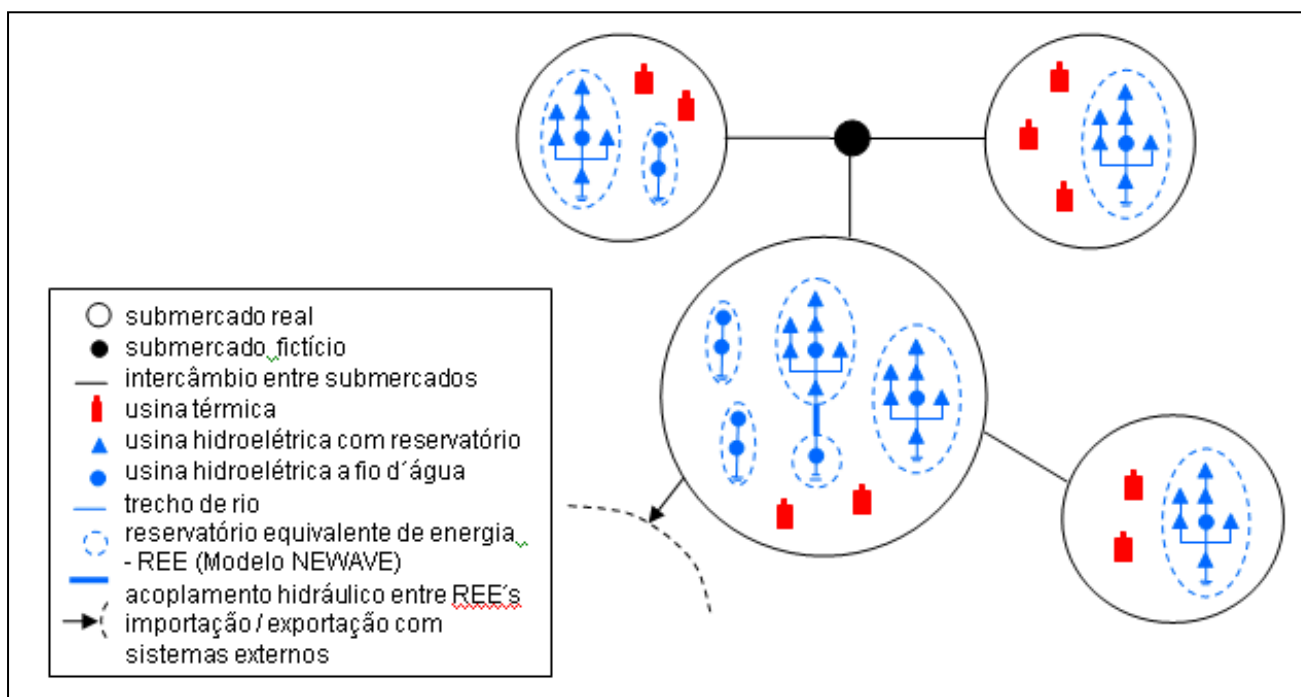 submercado real
submercado fictício
intercâmbio entre submercados
usina térmica
usina hidroelétrica com reservatório
usina hidroelétrica a fio d´água
trecho de rio
reservatório equivalente de energia
- REE (Modelo NEWAVE)
acoplamento hidráulico entre REE´s
importação / exportação com
sistemas externos